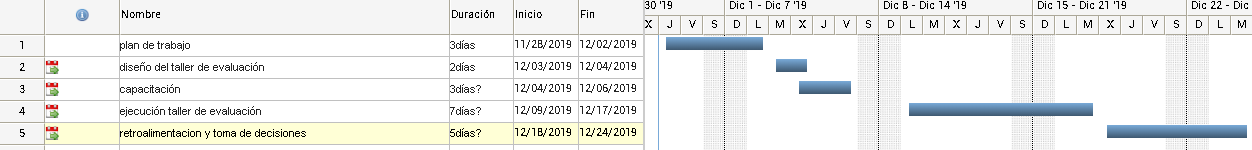 30 '19 Dic 1 - Dic 7 '19 Dic 8 - Dic 14 '19 Dic 15 - Dic 21 '19 Dic 22 - Dic
Nombre Duración Inicio Fin
X J V S D L M X J V S D L M X J V S D L M X J V S D L M
1 plan de trabajo 3días 11/28/2019 12/02/2019
2 diseño del taller de evaluación 2días 12/03/2019 12/04/2019
3 capacitación 3días? 12/04/2019 12/06/2019
4 ejecución taller de evaluación 7días? 12/09/2019 12/17/2019
5 retroalimentacion y toma de decisiones 5días? 12/18/2019 12/24/2019